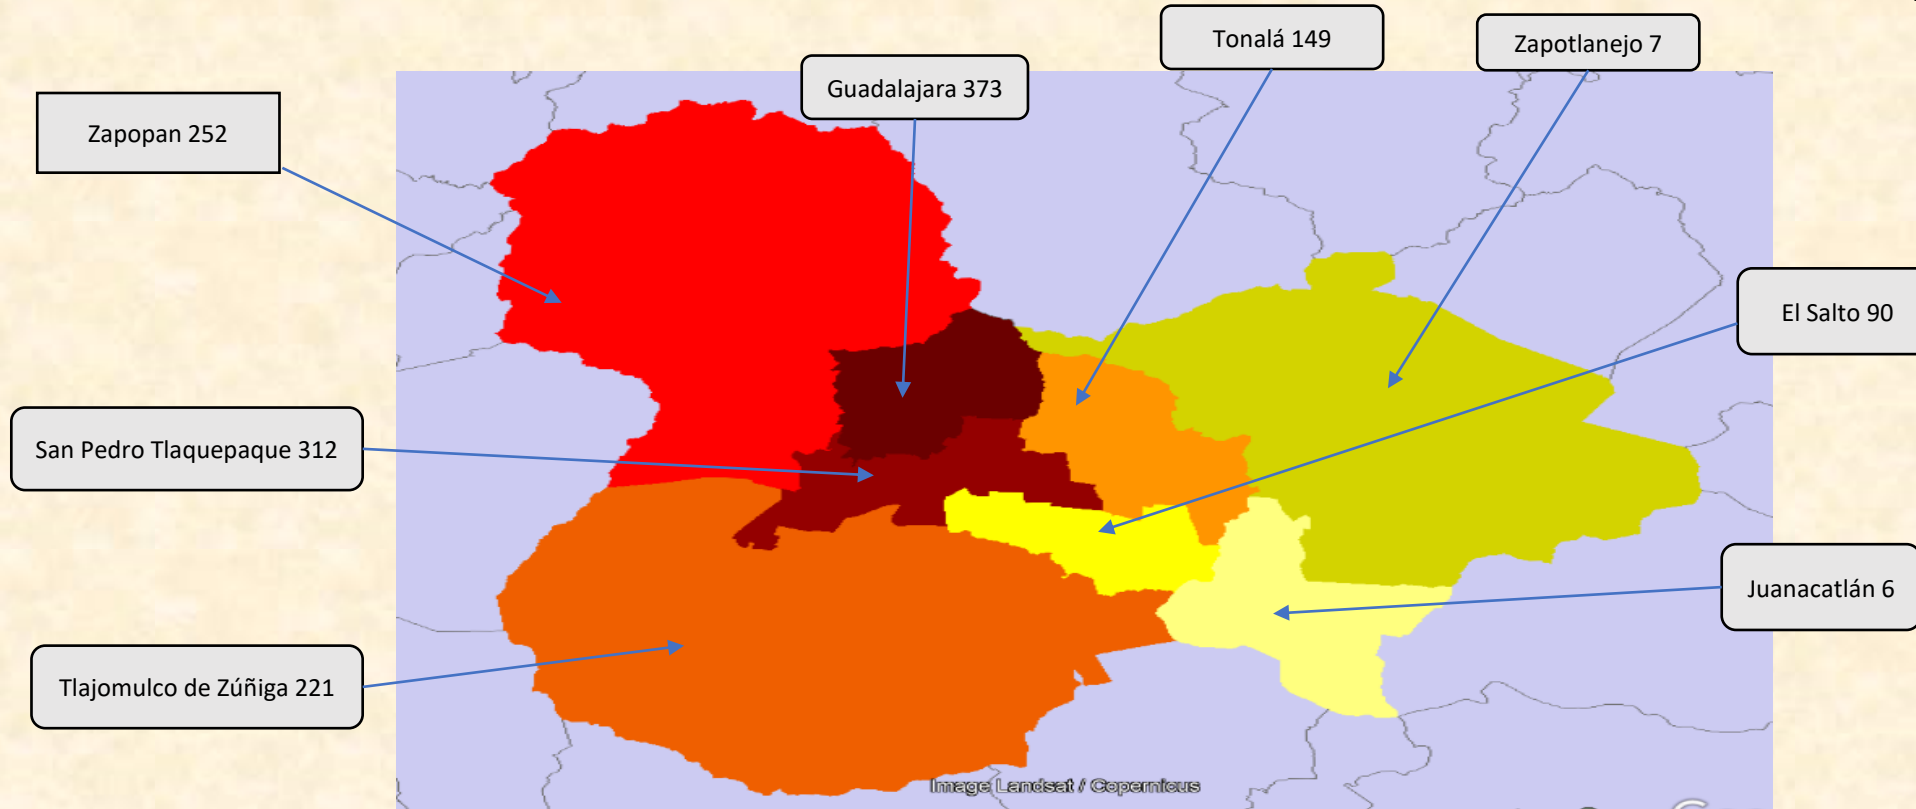 Tonalá 149
Zapotlanejo 7
Guadalajara 373
Zapopan 252
El Salto 90
San Pedro Tlaquepaque 312
Juanacatlán 6
Tlajomulco de Zúñiga 221
Image Landsat / Copernicus